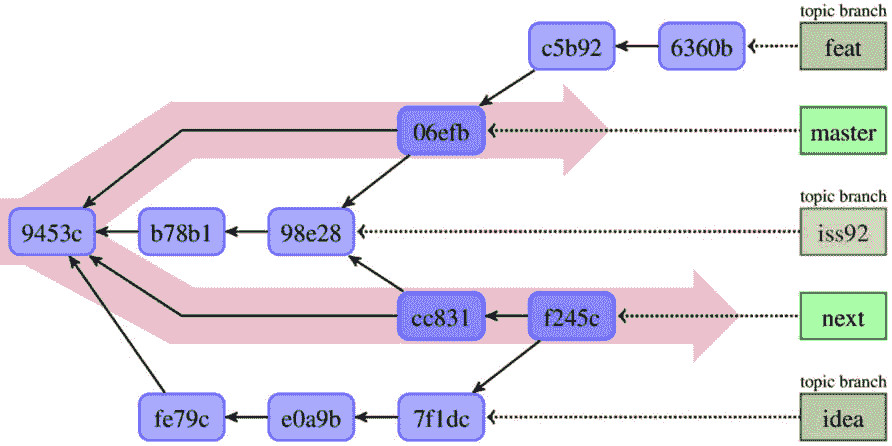 topic branch
c5b92 6360b feat
06efb master
topic branch
9453c b78b1 98e28 iss92
cc831 f245c next
topic branch
fe79c e0a9b 7f1dc idea